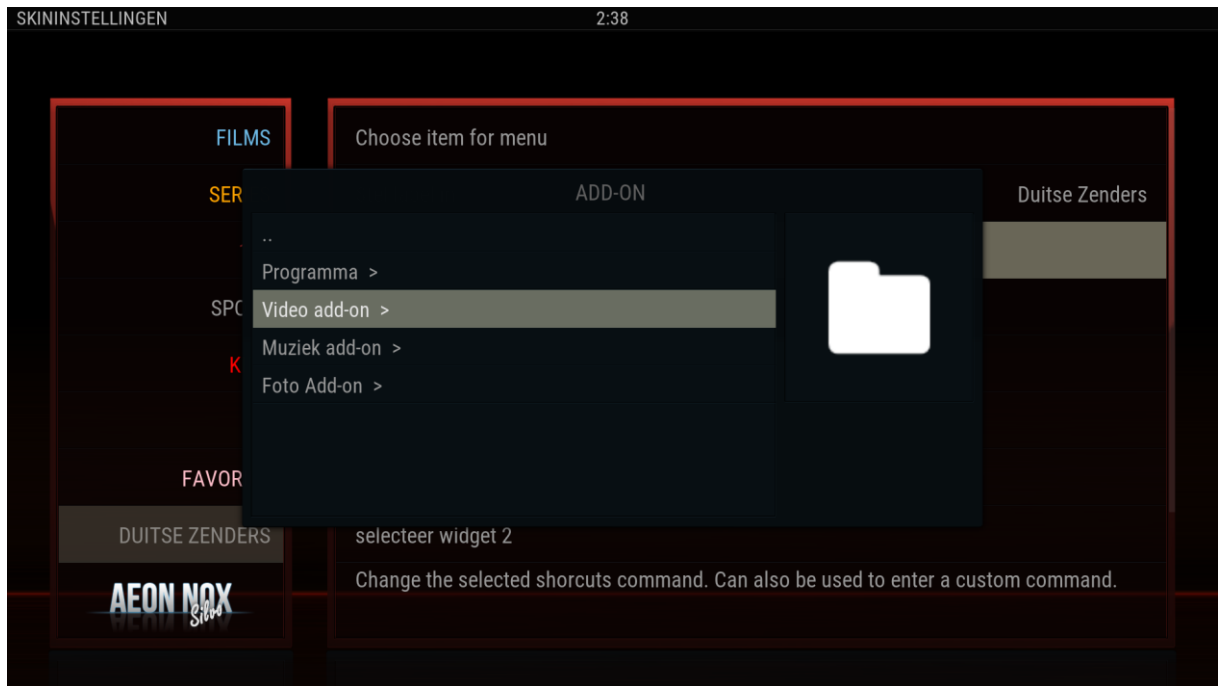 SKININSTELLINGEN 2:38
FILMS
Choose item for menu
SER
ADD-ON
Duitse Zenders
..
Programma >
SPO
Video add-on >
Muziek add-on >
K
Foto Add-on >
FAVOR
DUITSE ZENDERS
selecteer widget 2
Change the selected shorcuts command. Can also be used to enter a custom command.
AEON NOX
Silvo